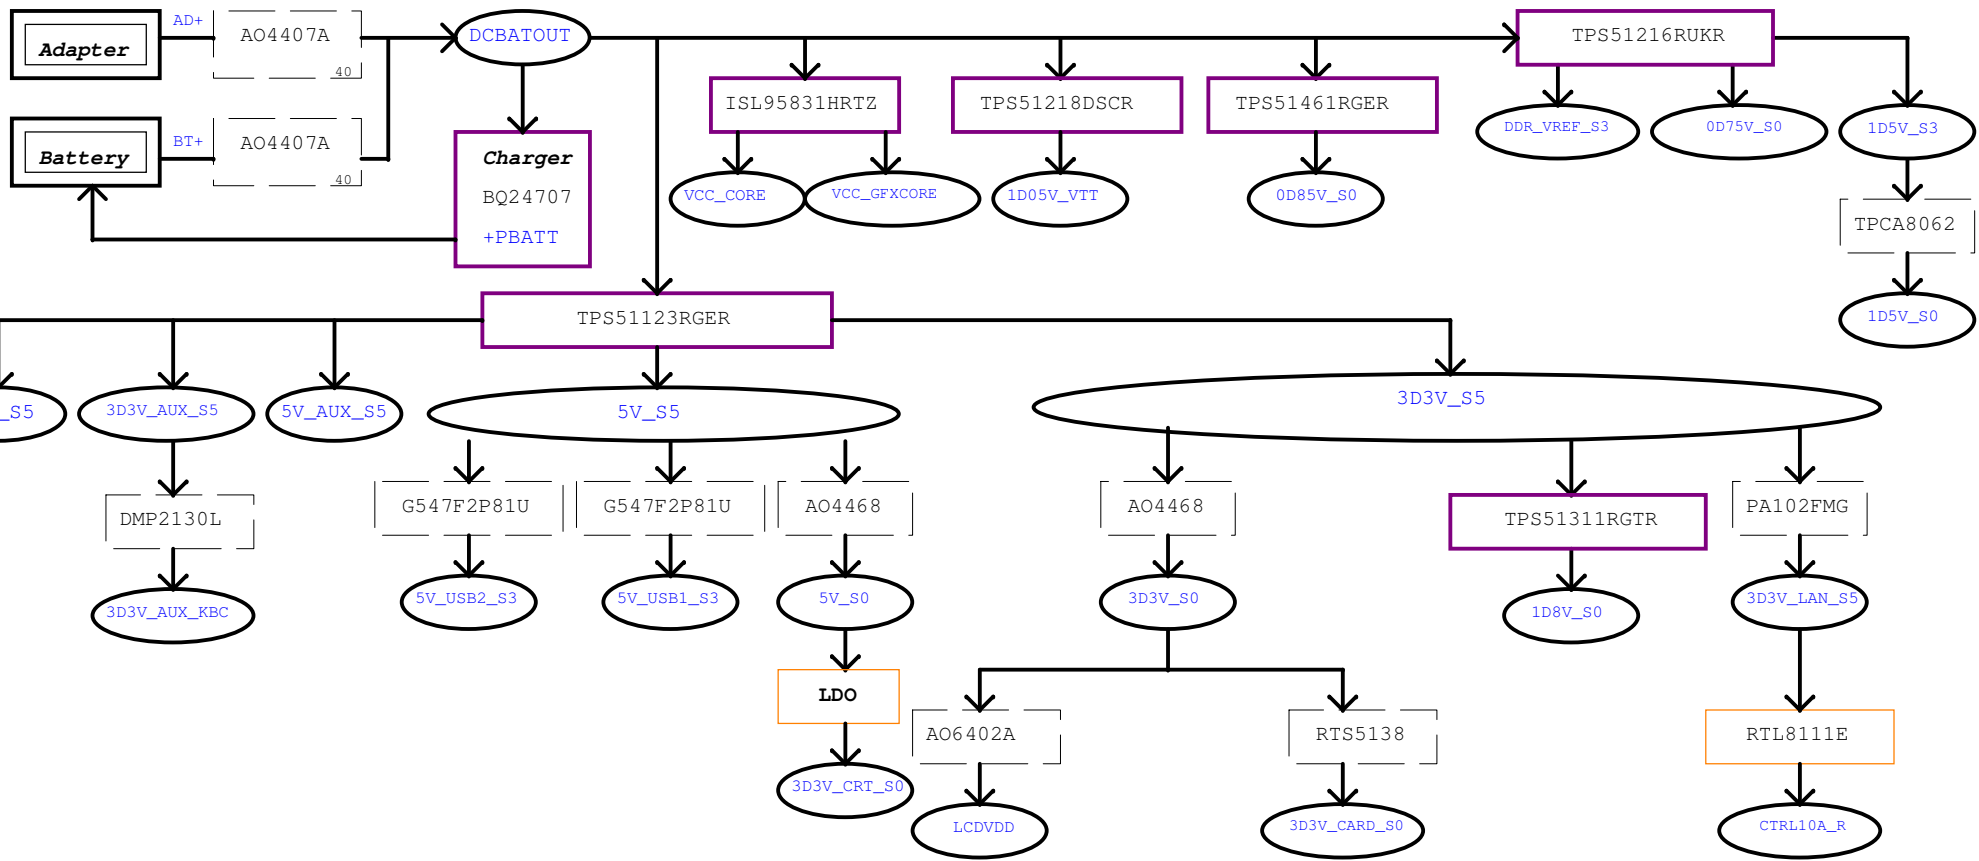 AD+
Adapter
AO4407A
40
DCBATOUT
TPS51216RUKR
BT+
Battery
AO4407A
40
Charger
BQ24707
+PBATT
ISL95831HRTZ
TPS51218DSCR
TPS51461RGER
DDR_VREF_S3
0D75V_S0
1D5V_S3
VCC_CORE
VCC_GFXCORE
1D05V_VTT
0D85V_S0
TPCA8062
1D5V_S0
TPS51123RGER
_S5
3D3V_AUX_S5
5V_AUX_S5
5V_S5
3D3V_S5
DMP2130L
G547F2P81U
G547F2P81U
AO4468
AO4468
TPS51311RGTR
PA102FMG
3D3V_AUX_KBC
5V_USB2_S3
5V_USB1_S3
5V_S0
3D3V_S0
1D8V_S0
3D3V_LAN_S5
LDO
AO6402A
RTS5138
RTL8111E
3D3V_CRT_S0
LCDVDD
3D3V_CARD_S0
CTRL10A_R